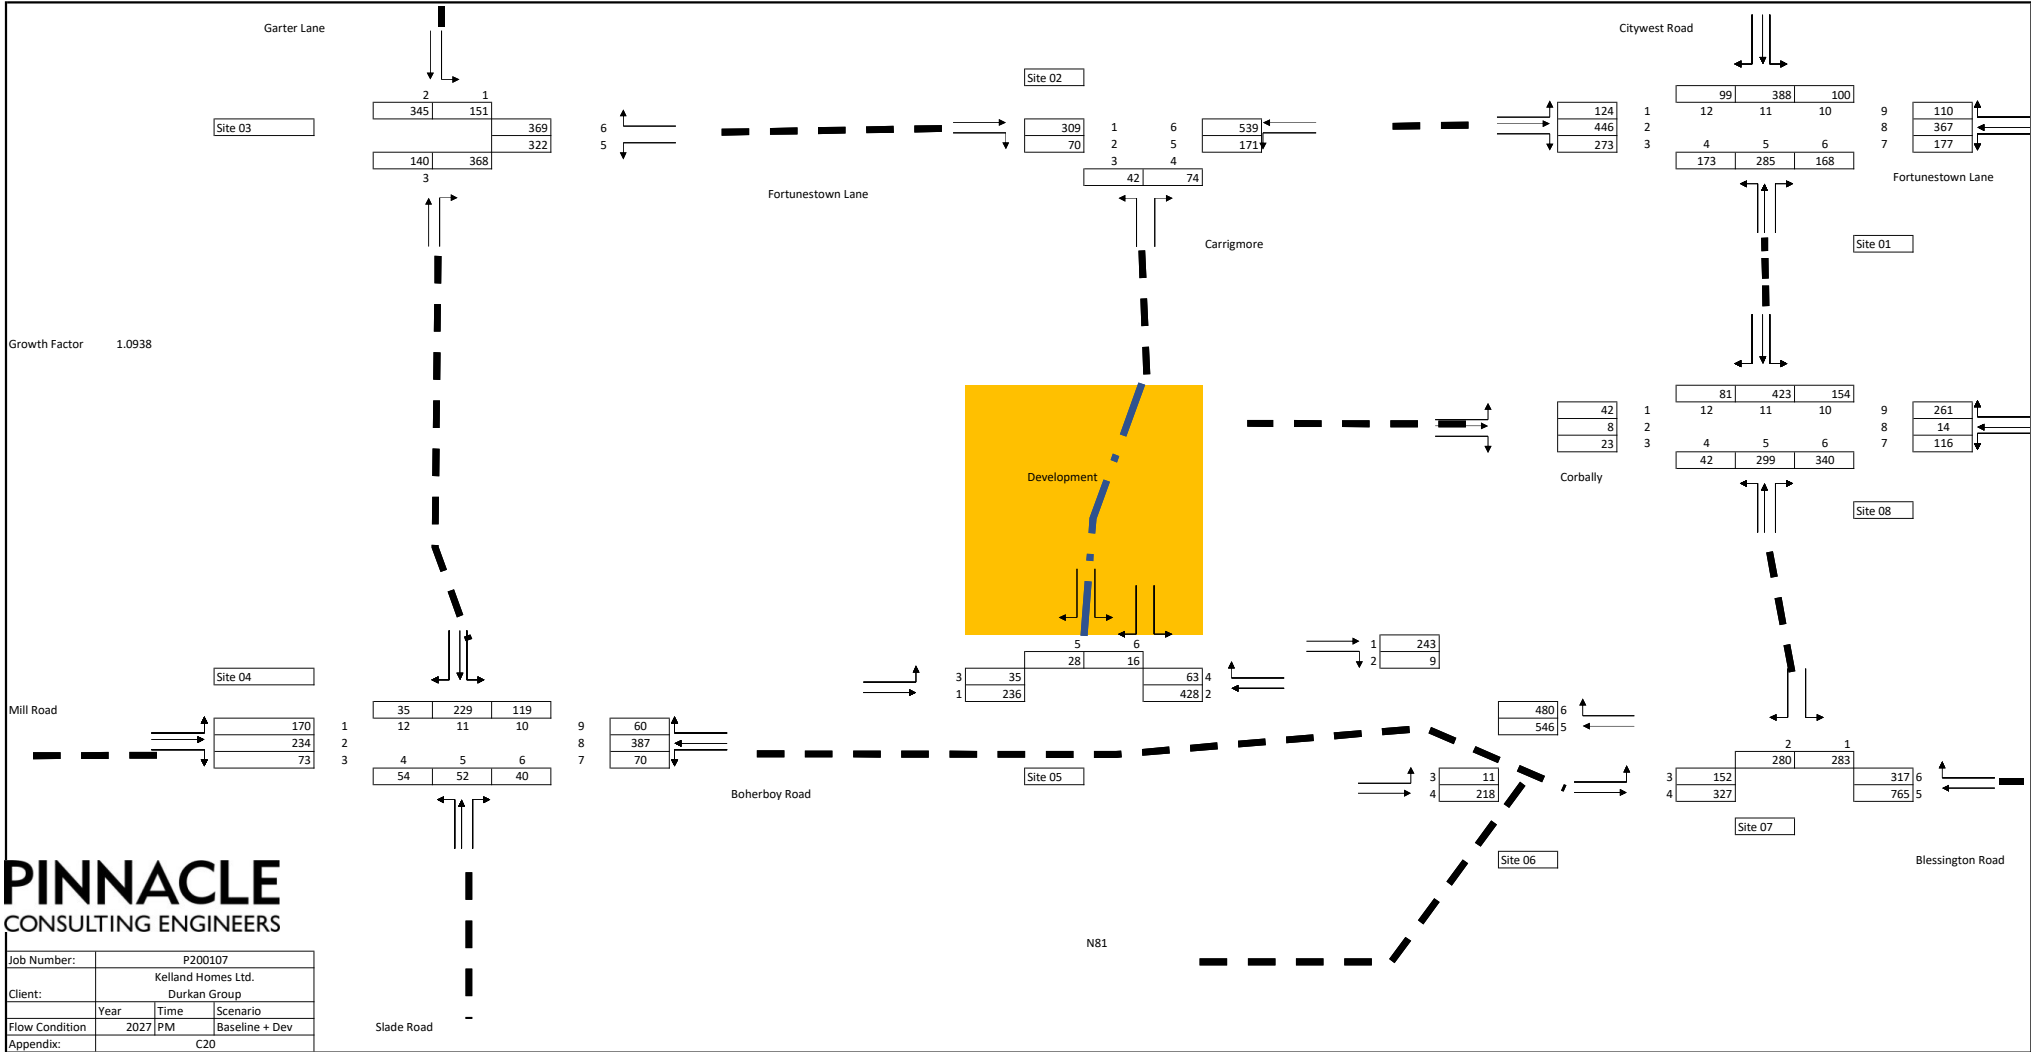 Garter Lane
Citywest Road
Site 02
2 1
345 151
Site 03
369 6
322 5
140 368
3
309 1 6 539
70 2 5 171
3 4
42 74
99 388 100
124 1 12 11 10 9 110
446 2 8 367
273 3 4 5 6 7 177
173 285 168
Fortunestown Lane
Fortunestown Lane
Carrigmore
Site 01
Growth Factor 1.0938
81 423 154
42 1 12 11 10 9 261
8 2 8 14
23 3 4 5 6 7 116
42 299 340
Development
Corbally
Site 08
5 6
28 16
3 35 63 4
1 236 428 2
1 243
2 9
Site 04
Mill Road
35 229 119
170 1 12 11 10 9 60
234 2 8 387
73 3 4 5 6 7 70
54 52 40
480 6
546 5
2 1
280 283
3 152 317 6
4 327 765 5
3 11
4 218
Site 05
Boherboy Road
Site 07
Site 06
Blessington Road
PINNACLE
CONSULTING ENGINEERS
N81
Job Number: P200107
Client: Kelland Homes Ltd.
Durkan Group
Year Time Scenario
Flow Condition 2027 PM Baseline + Dev
Appendix: C20
Slade Road